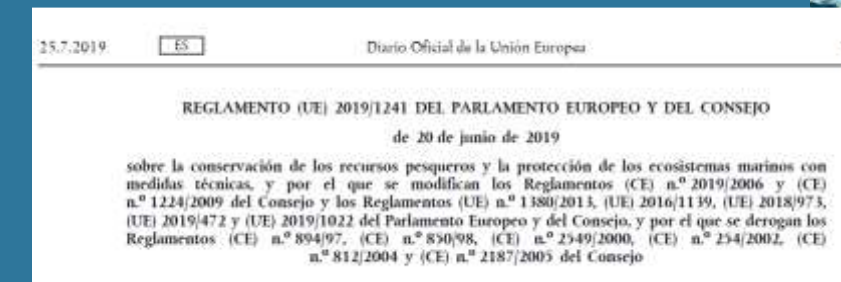 25.7.2019 ES Diario Oficial de la Unión Europea
REGLAMENTO (UE) 2019/1241 DEL PARLAMENTO EUROPEO Y DEL CONSEJO
de 20 de junio de 2019
sobre la conservación de los recursos pesqueros y la protección de los ecosistemas marinos con
medidas técnicas, y por el que se modifican los Reglamentos (CE) n.º 2019/2006 y (CE)
n.º 1224/2009 del Consejo y los Reglamentos (UE) n.º 1380/2013, (UE) 2016/1139, (UE) 2018/973,
(UE) 2019/472 y (UE) 2019/1022 del Parlamento Europeo y del Consejo, y por el que se derogan los
Reglamentos (CE) n.º 894/97, (CE) n.º 850/98, (CE) n.º 2549/2000, (CE) n.º 254/2002, (CE)
n.º 812/2004 y (CE) n.º 2187/2005 del Consejo